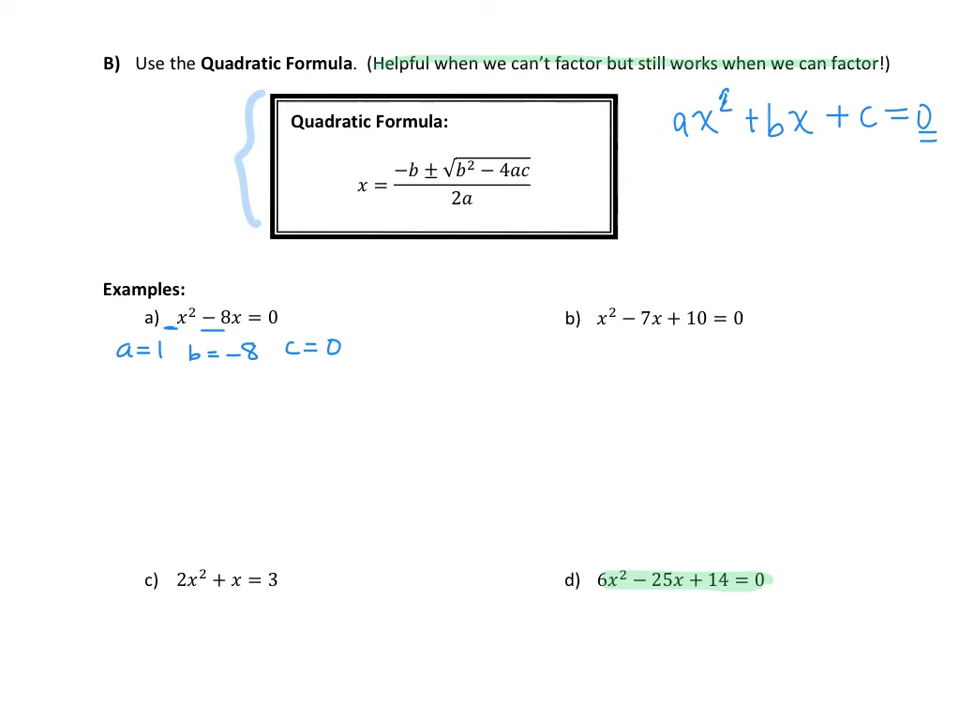 B) Use the Quadratic Formula. (Helpful when we can't factor but still works when we can factor!)
ax² + bx + c = 0
Quadratic Formula:
x = (−b ± √(b² − 4ac)) / 2a
Examples:
a) x² − 8x = 0
b) x² − 7x + 10 = 0
a=1 b=−8 c=0
c) 2x² + x = 3
d) 6x² − 25x + 14 = 0